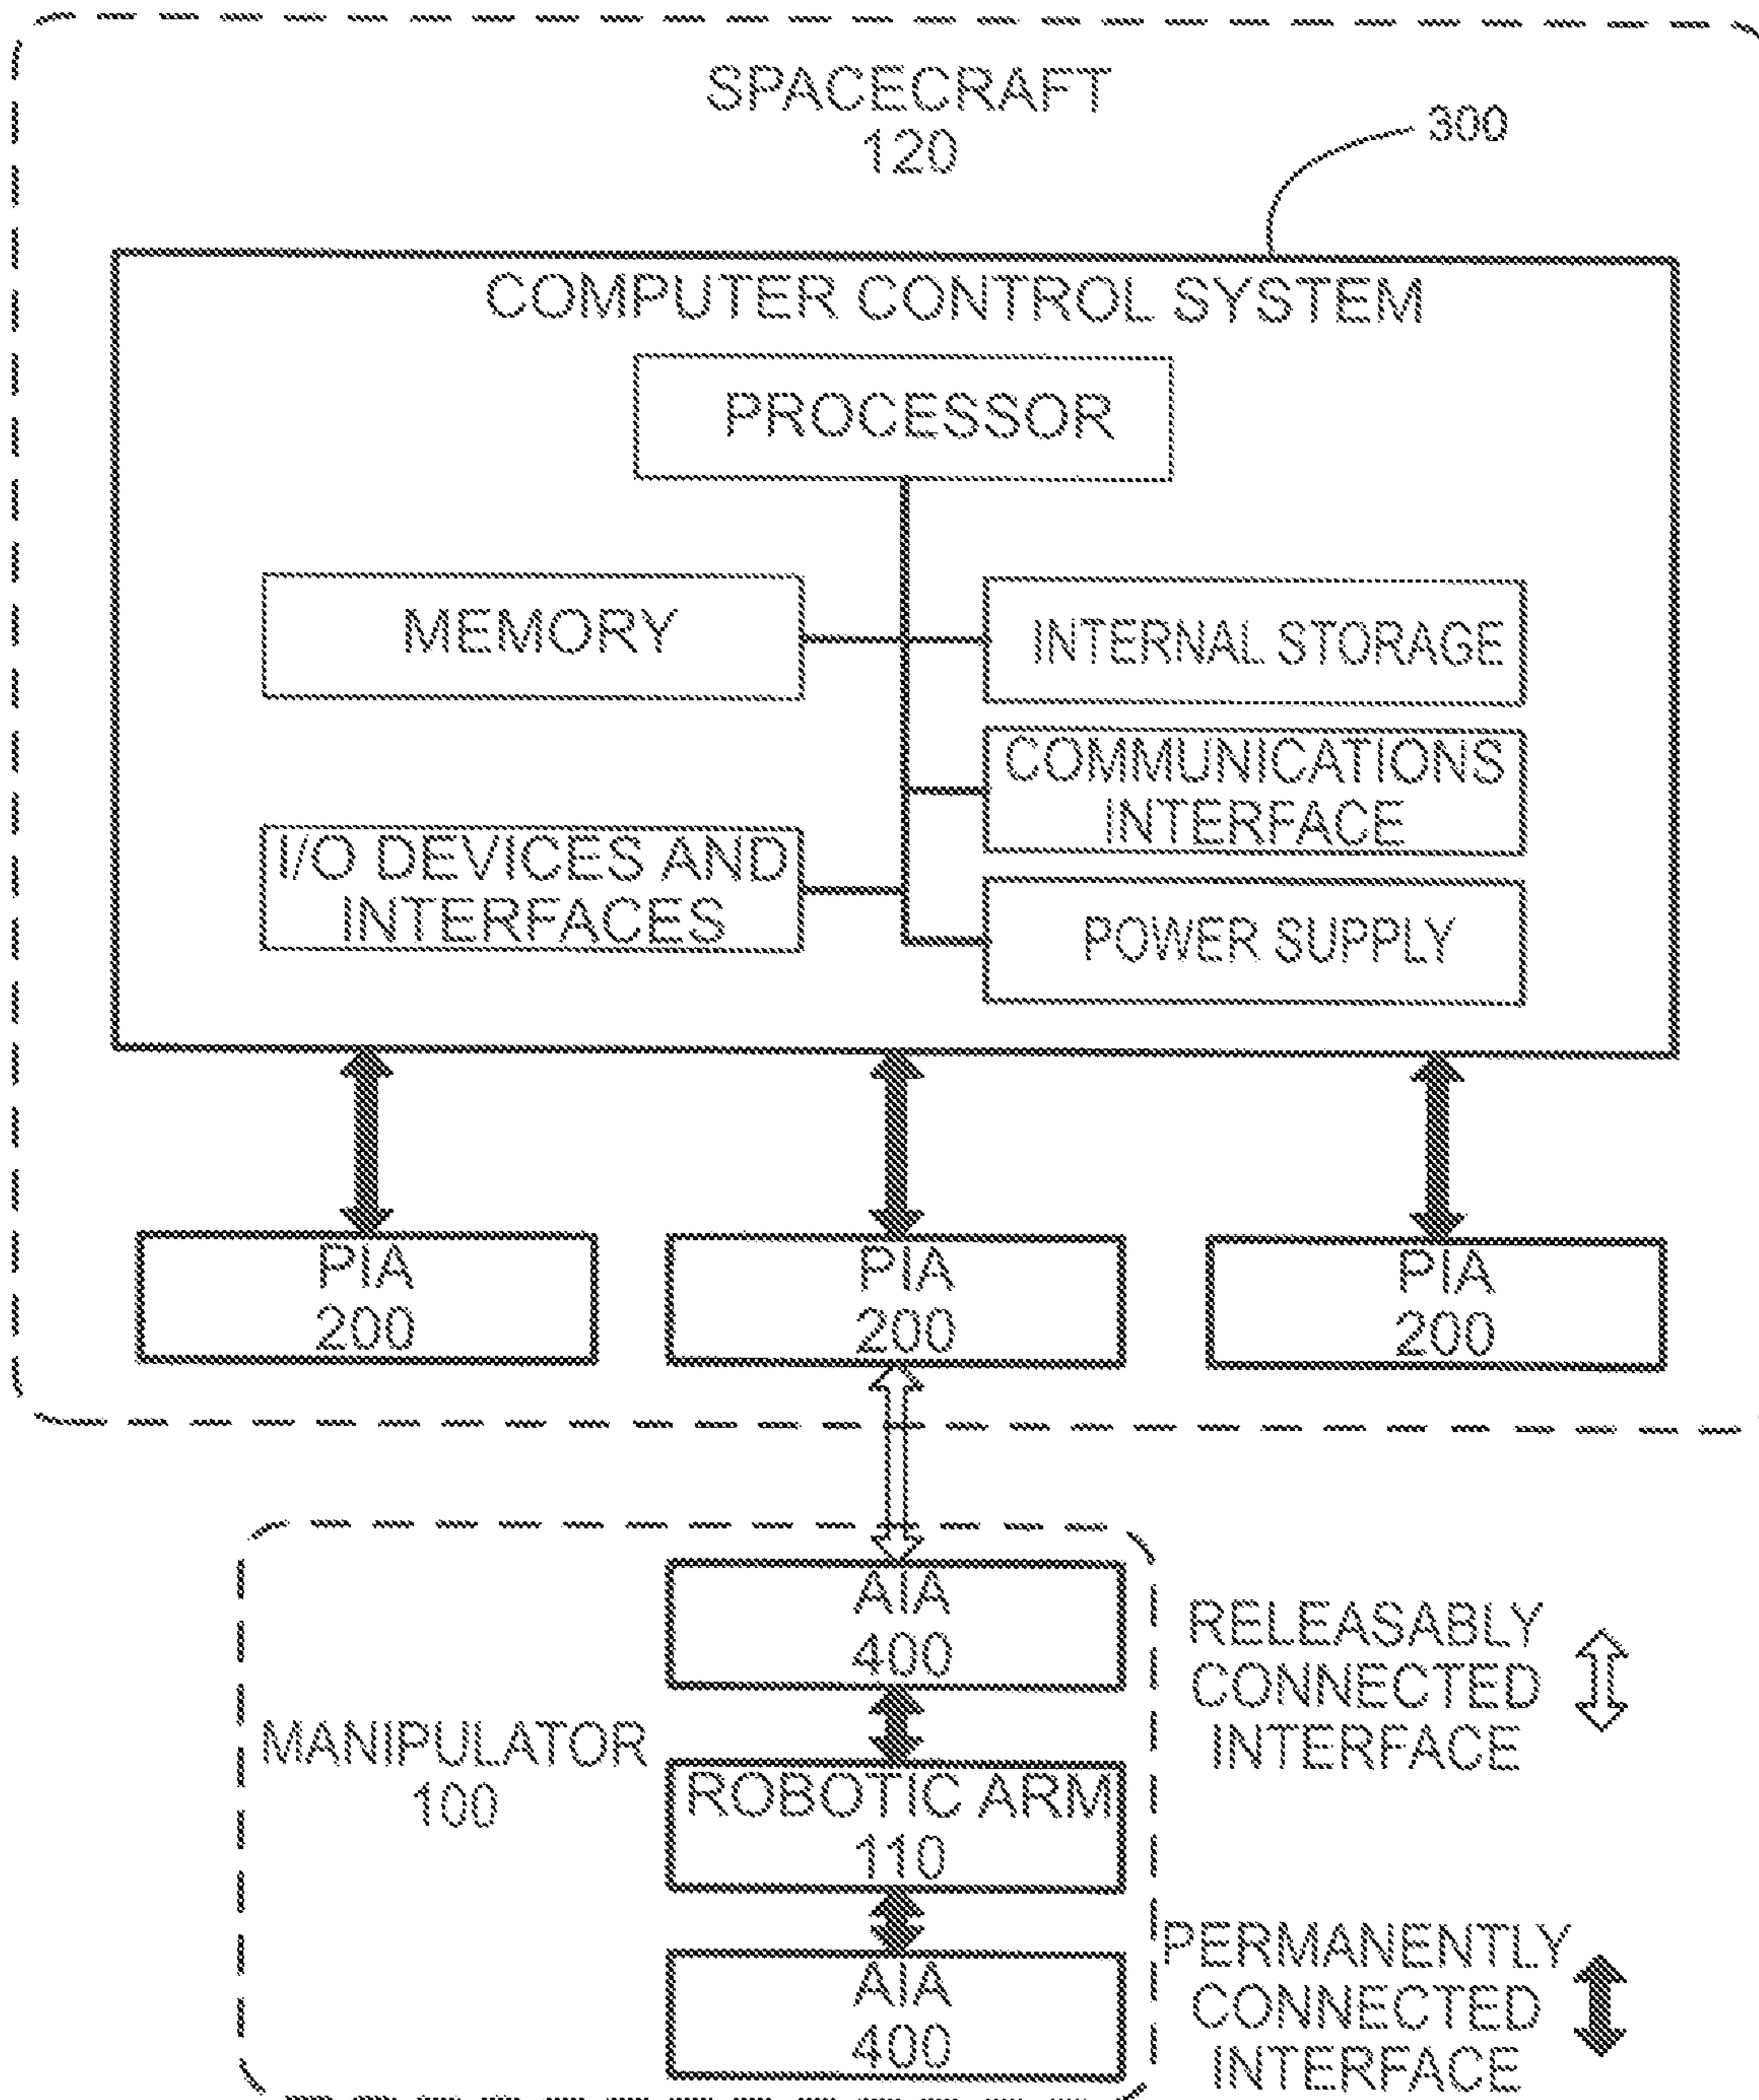 SPACECRAFT
120
300
COMPUTER CONTROL SYSTEM
PROCESSOR
MEMORY
INTERNAL STORAGE
COMMUNICATIONS
INTERFACE
I/O DEVICES AND
INTERFACES
POWER SUPPLY
PIA
200
PIA
200
PIA
200
AIA
400
RELEASABLY
CONNECTED
INTERFACE
MANIPULATOR
100
ROBOTIC ARM
110
AIA
400
PERMANENTLY
CONNECTED
INTERFACE